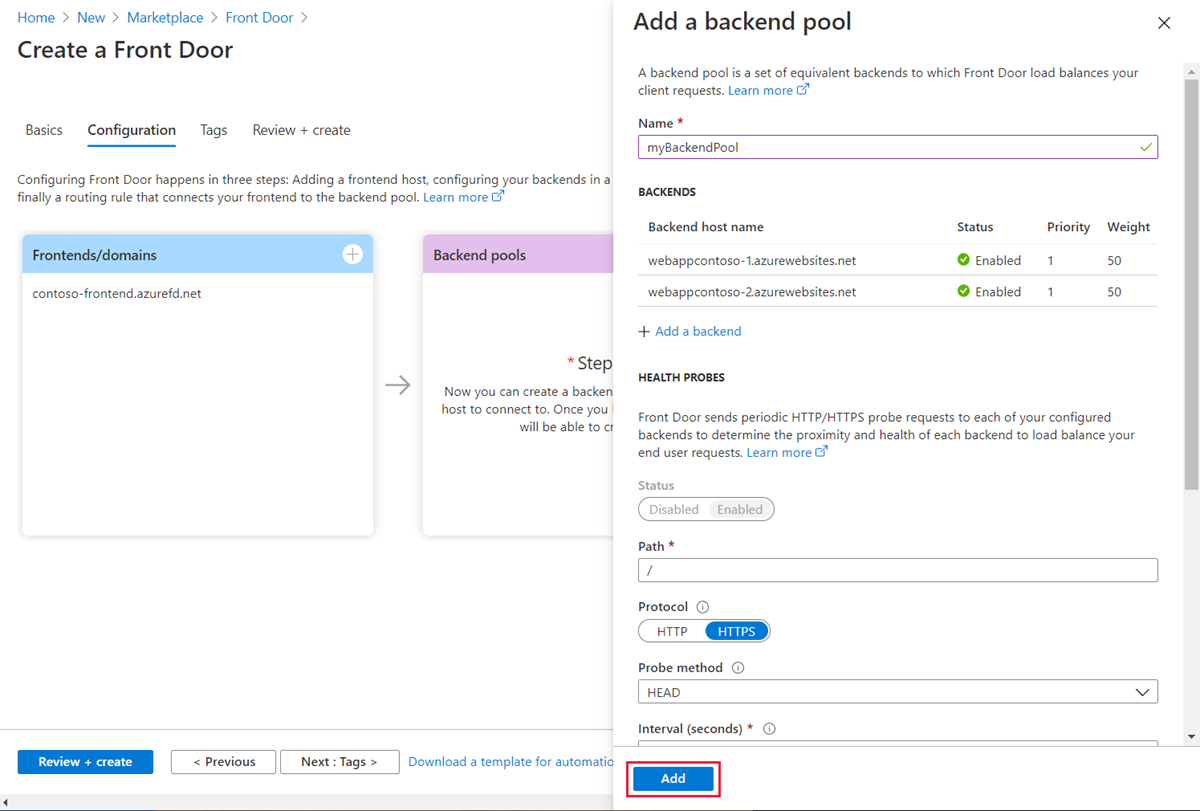 Home > New > Marketplace > Front Door >
Create a Front Door
Basics Configuration Tags Review + create
Configuring Front Door happens in three steps: Adding a frontend host, configuring your backends in a
finally a routing rule that connects your frontend to the backend pool. Learn more
Frontends/domains
contoso-frontend.azurefd.net
Backend pools
* Step
Now you can create a backen
host to connect to. Once you
will be able to cr
Review + create
< Previous
Next : Tags >
Download a template for automatio
Add a backend pool
A backend pool is a set of equivalent backends to which Front Door load balances your
client requests. Learn more
Name *
myBackendPool
BACKENDS
Backend host name Status Priority Weight
webappcontoso-1.azurewebsites.net Enabled 1 50
webappcontoso-2.azurewebsites.net Enabled 1 50
+ Add a backend
HEALTH PROBES
Front Door sends periodic HTTP/HTTPS probe requests to each of your configured
backends to determine the proximity and health of each backend to load balance your
end user requests. Learn more
Status
Disabled Enabled
Path *
/
Protocol
HTTP HTTPS
Probe method
HEAD
Interval (seconds) *
Add